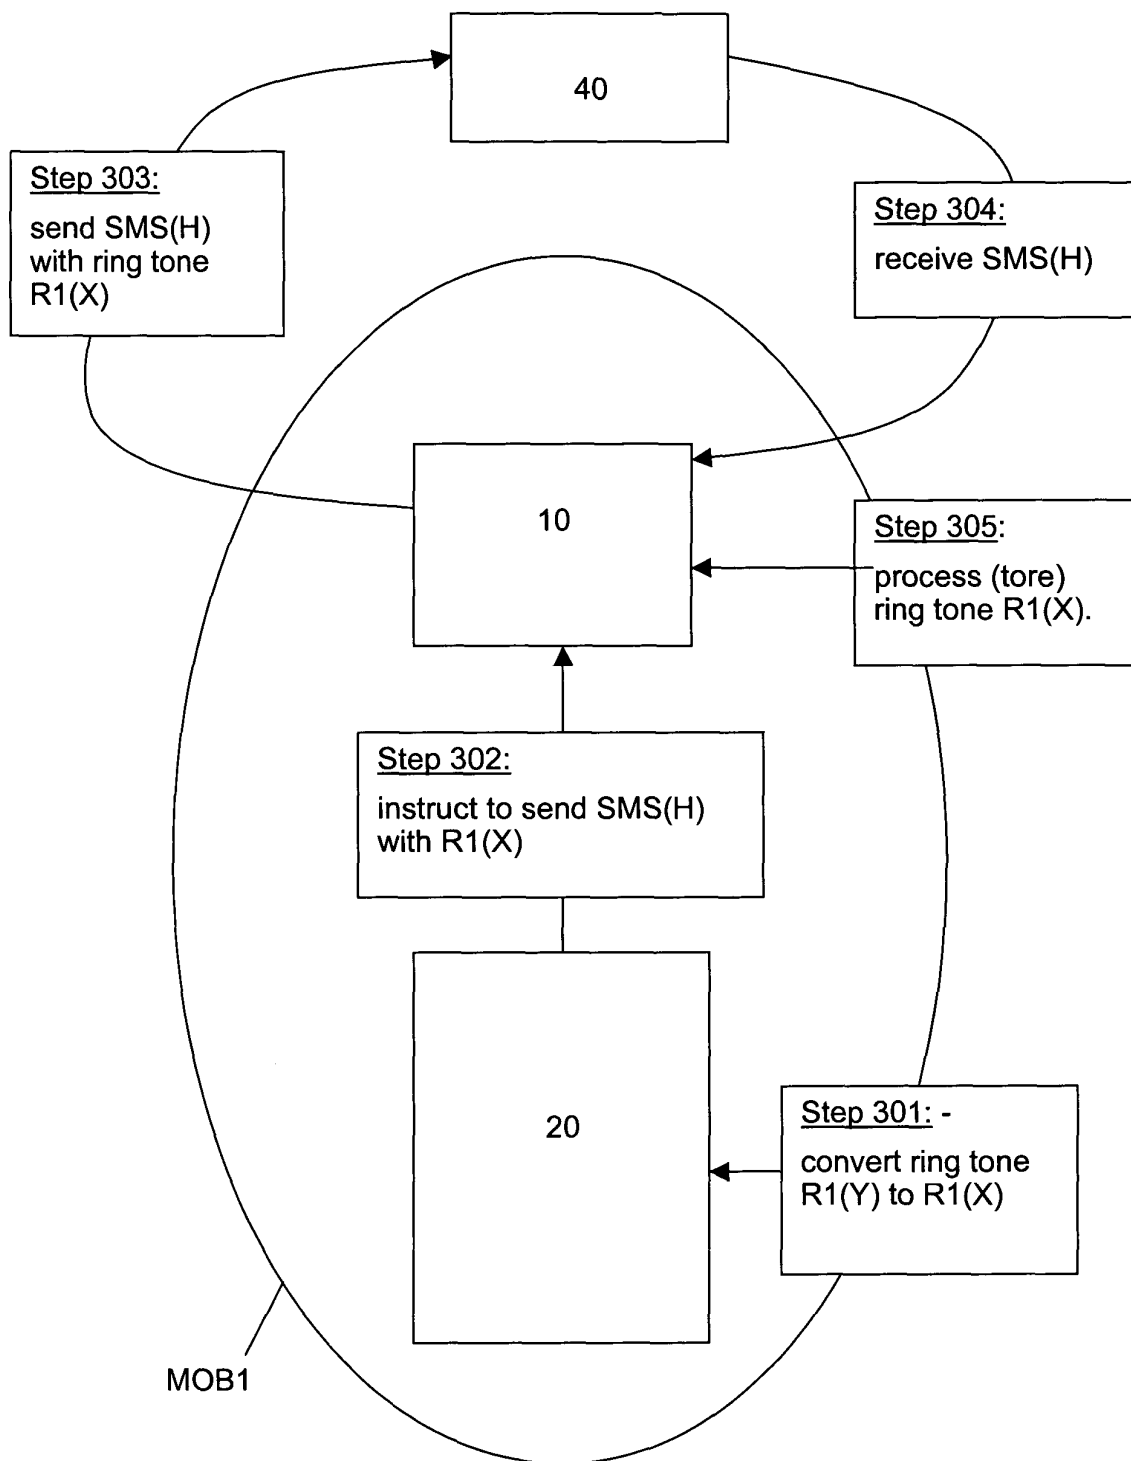 40
Step 303:
send SMS(H)
with ring tone
R1(X)
Step 304:
receive SMS(H)
10
Step 305:
process (tore)
ring tone R1(X).
Step 302:
instruct to send SMS(H)
with R1(X)
20
Step 301: -
convert ring tone
R1(Y) to R1(X)
MOB1